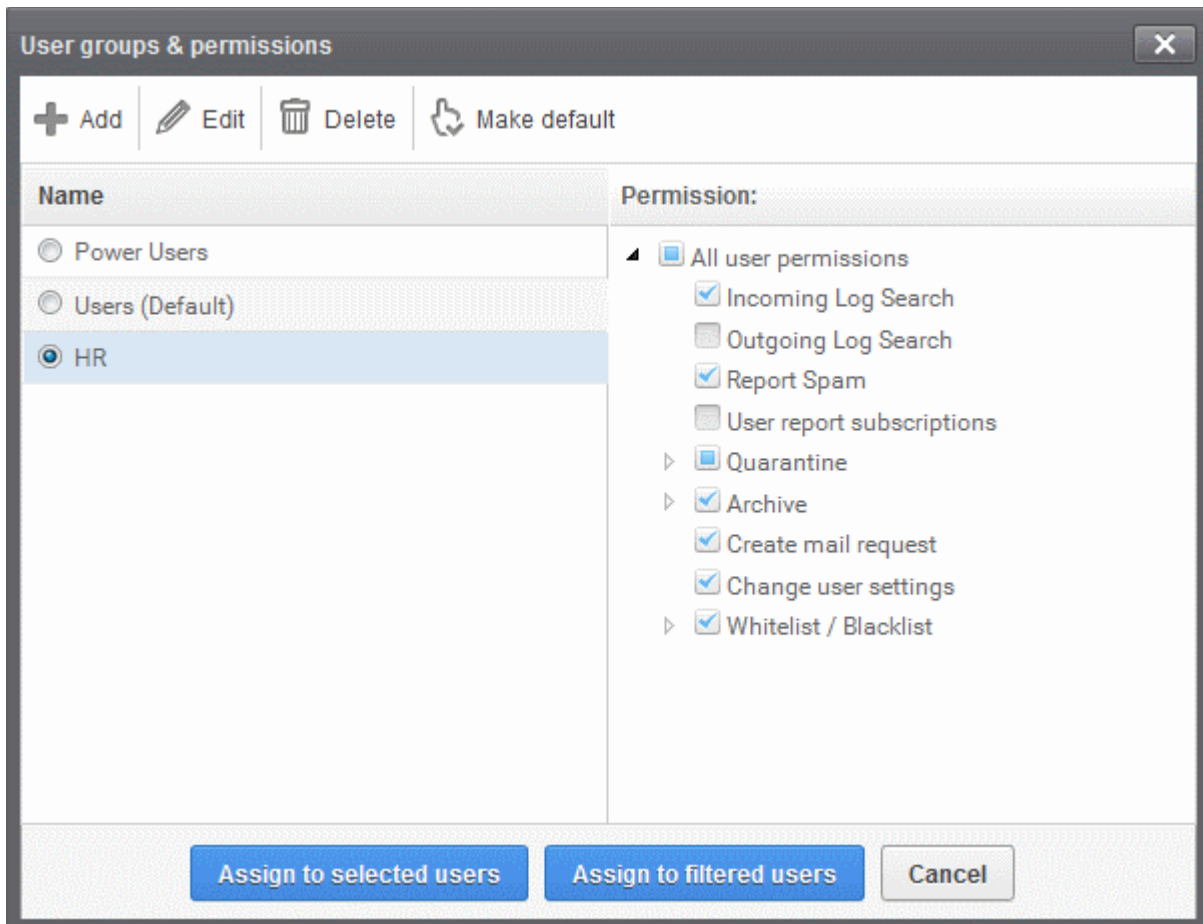 User groups & permissions
Add Edit Delete Make default
Name
Power Users
Users (Default)
HR
Permission:
All user permissions
Incoming Log Search
Outgoing Log Search
Report Spam
User report subscriptions
Quarantine
Archive
Create mail request
Change user settings
Whitelist / Blacklist
Assign to selected users Assign to filtered users Cancel